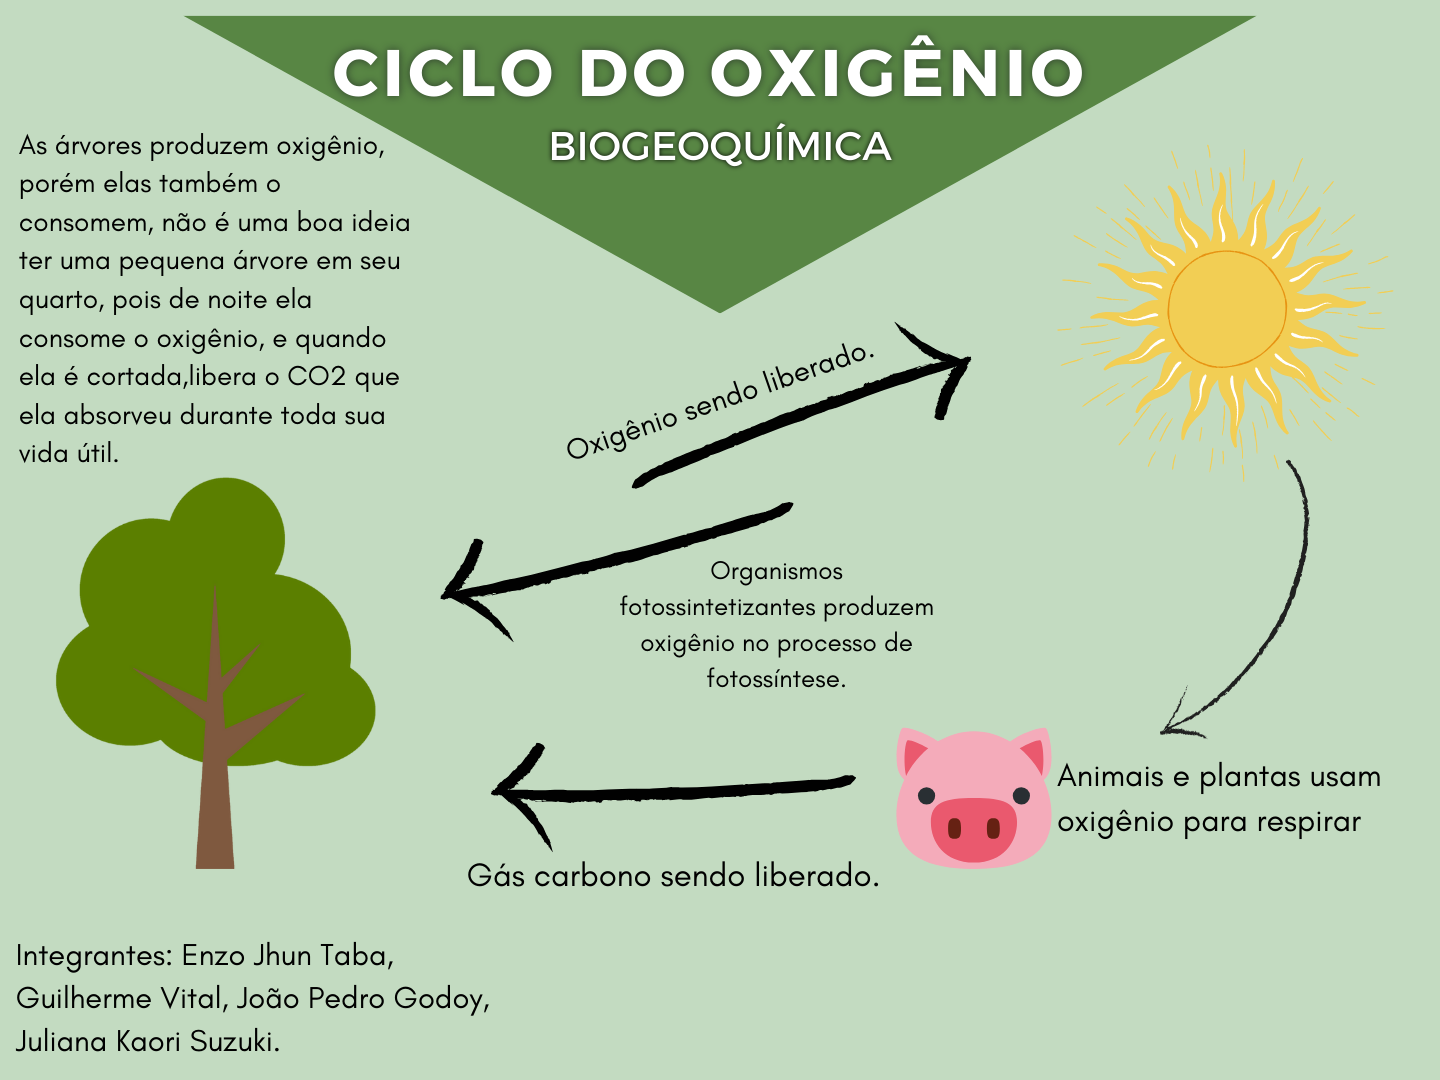 CICLO DO OXIGÊNIO
BIOGEOQUÍMICA
As árvores produzem oxigênio,
porém elas também o
consomem, não é uma boa ideia
ter uma pequena árvore em seu
quarto, pois de noite ela
consome o oxigênio, e quando
ela é cortada,libera o CO2 que
ela absorveu durante toda sua
vida útil.
Oxigênio sendo liberado.
Organismos
fotossintetizantes produzem
oxigênio no processo de
fotossíntese.
Animais e plantas usam
oxigênio para respirar
Gás carbono sendo liberado.
Integrantes: Enzo Jhun Taba,
Guilherme Vital, João Pedro Godoy,
Juliana Kaori Suzuki.